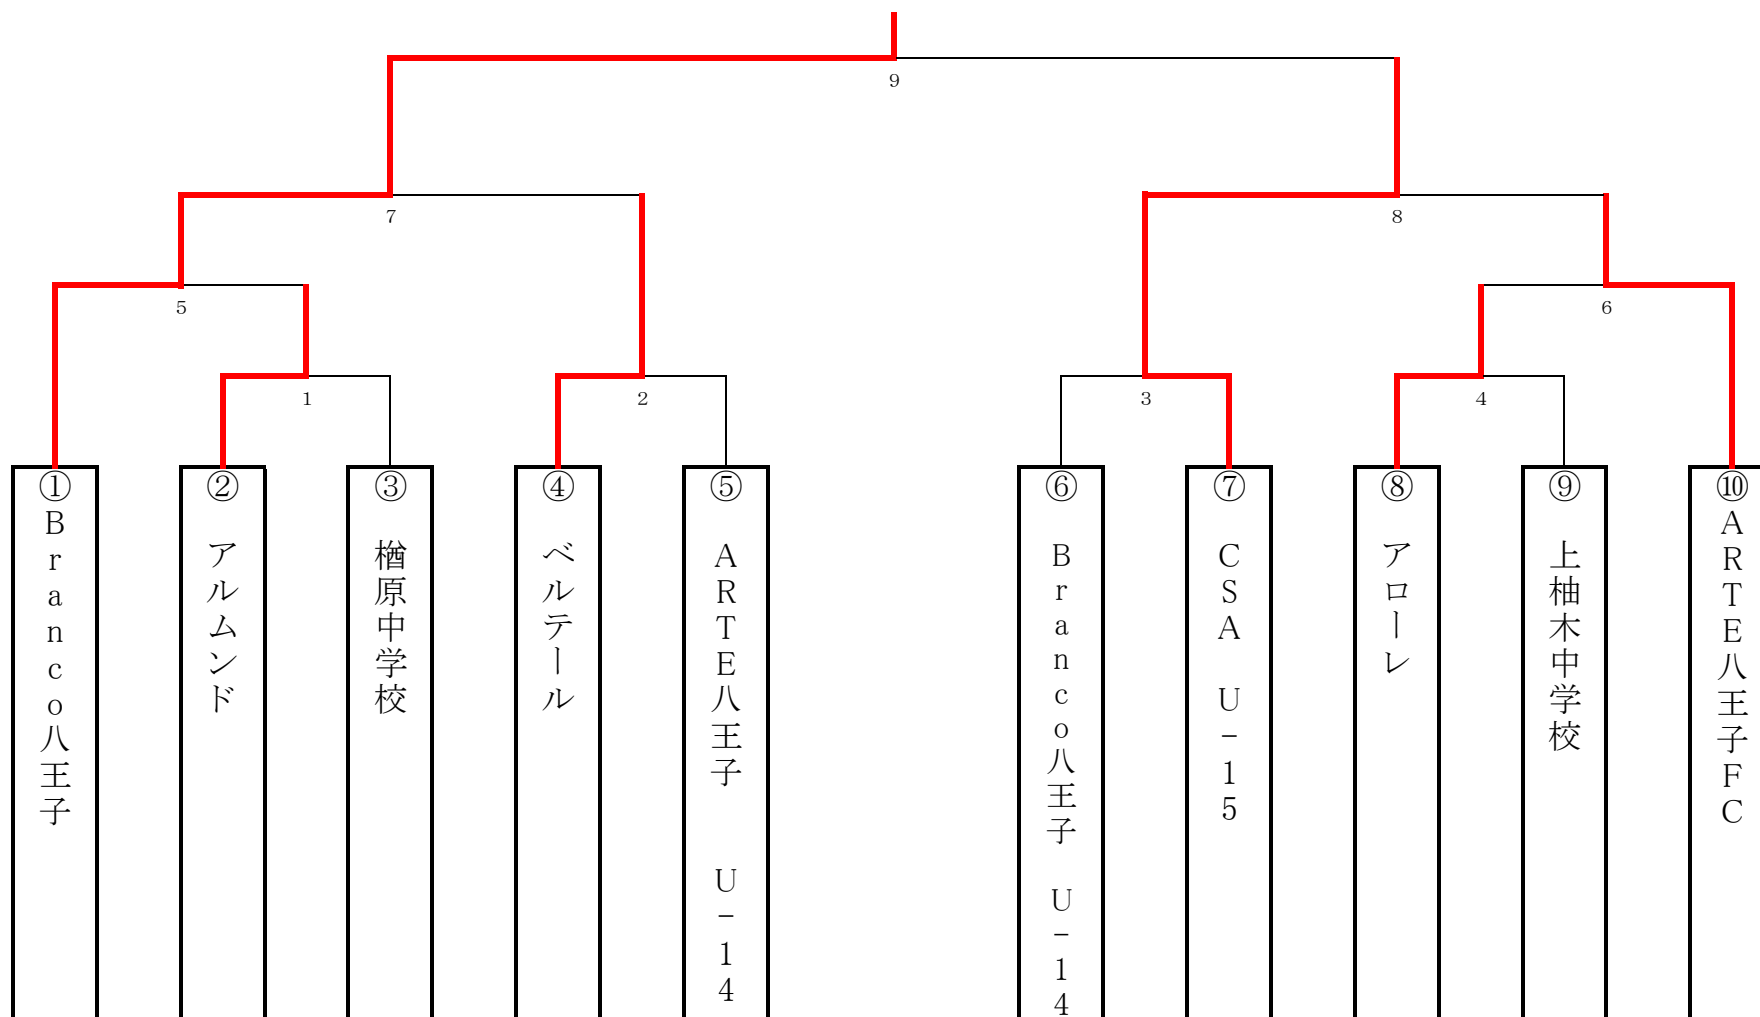 9
7
8
5
6
1
2
3
4
①Branco八王子
② アルムンド
③ 楢原中学校
④ ベルテール
⑤ ARTE八王子 U-14
⑥ Branco八王子 U-14
⑦ CSA U-15
⑧ アローレ
⑨ 上柚木中学校
⑩ARTE八王子FC